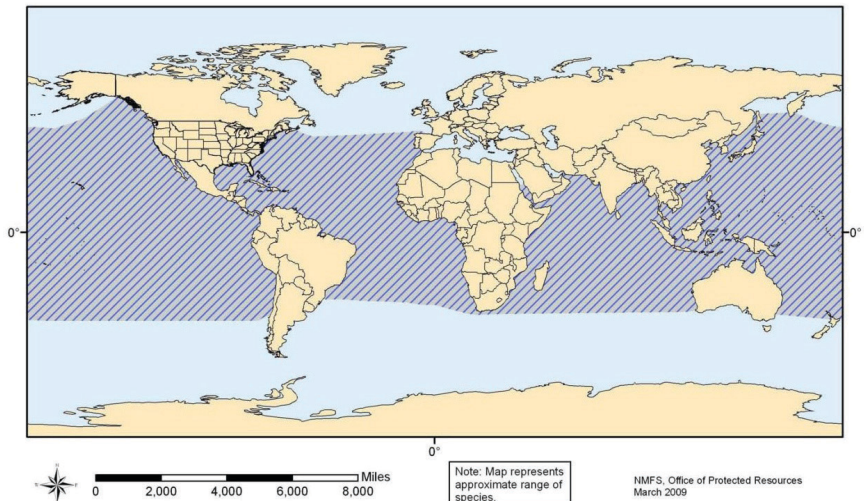 0°
0°
0°
Miles
0
2,000
4,000
6,000
8,000
Note: Map represents
approximate range of
species.
NMFS, Office of Protected Resources
March 2009